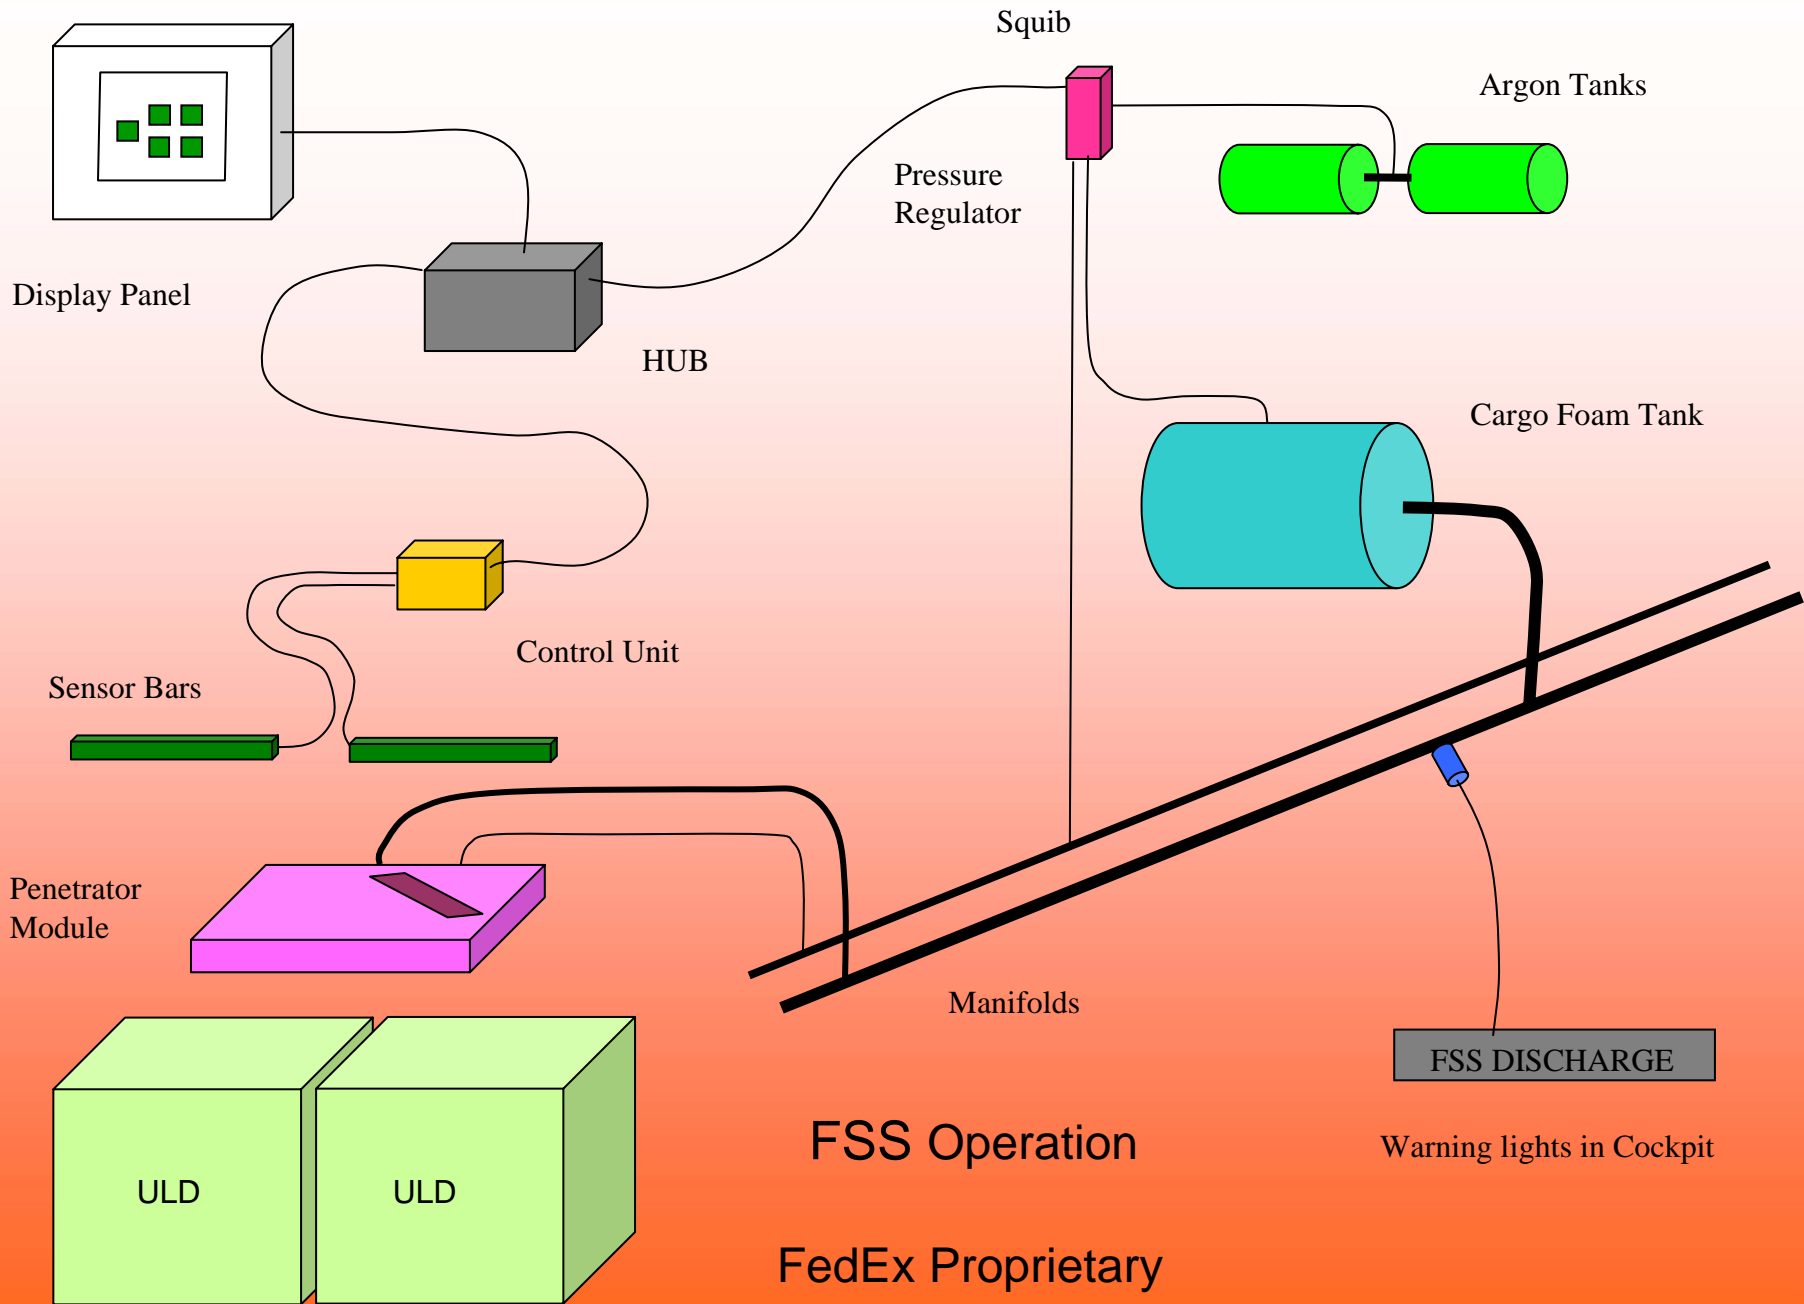 Squib
Argon Tanks
Pressure
Regulator
Display Panel
HUB
Cargo Foam Tank
Control Unit
Sensor Bars
Penetrator
Module
Manifolds
FSS DISCHARGE
FSS Operation
Warning lights in Cockpit
ULD
ULD
FedEx Proprietary